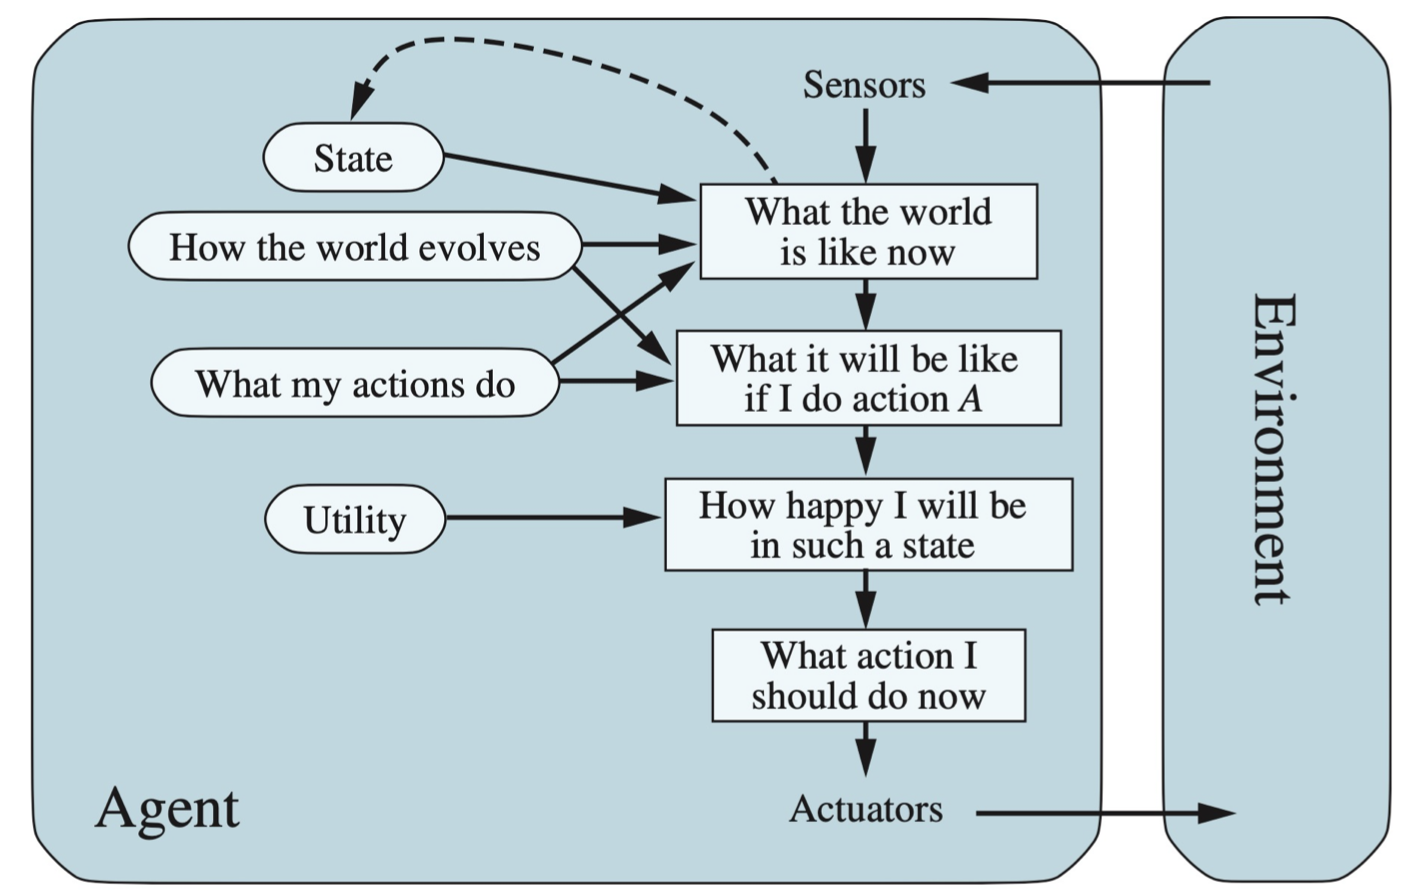 Sensors
State
What the world
is like now
How the world evolves
What it will be like
if I do action A
What my actions do
How happy I will be
in such a state
Utility
What action I
should do now
Agent
Actuators
Environment